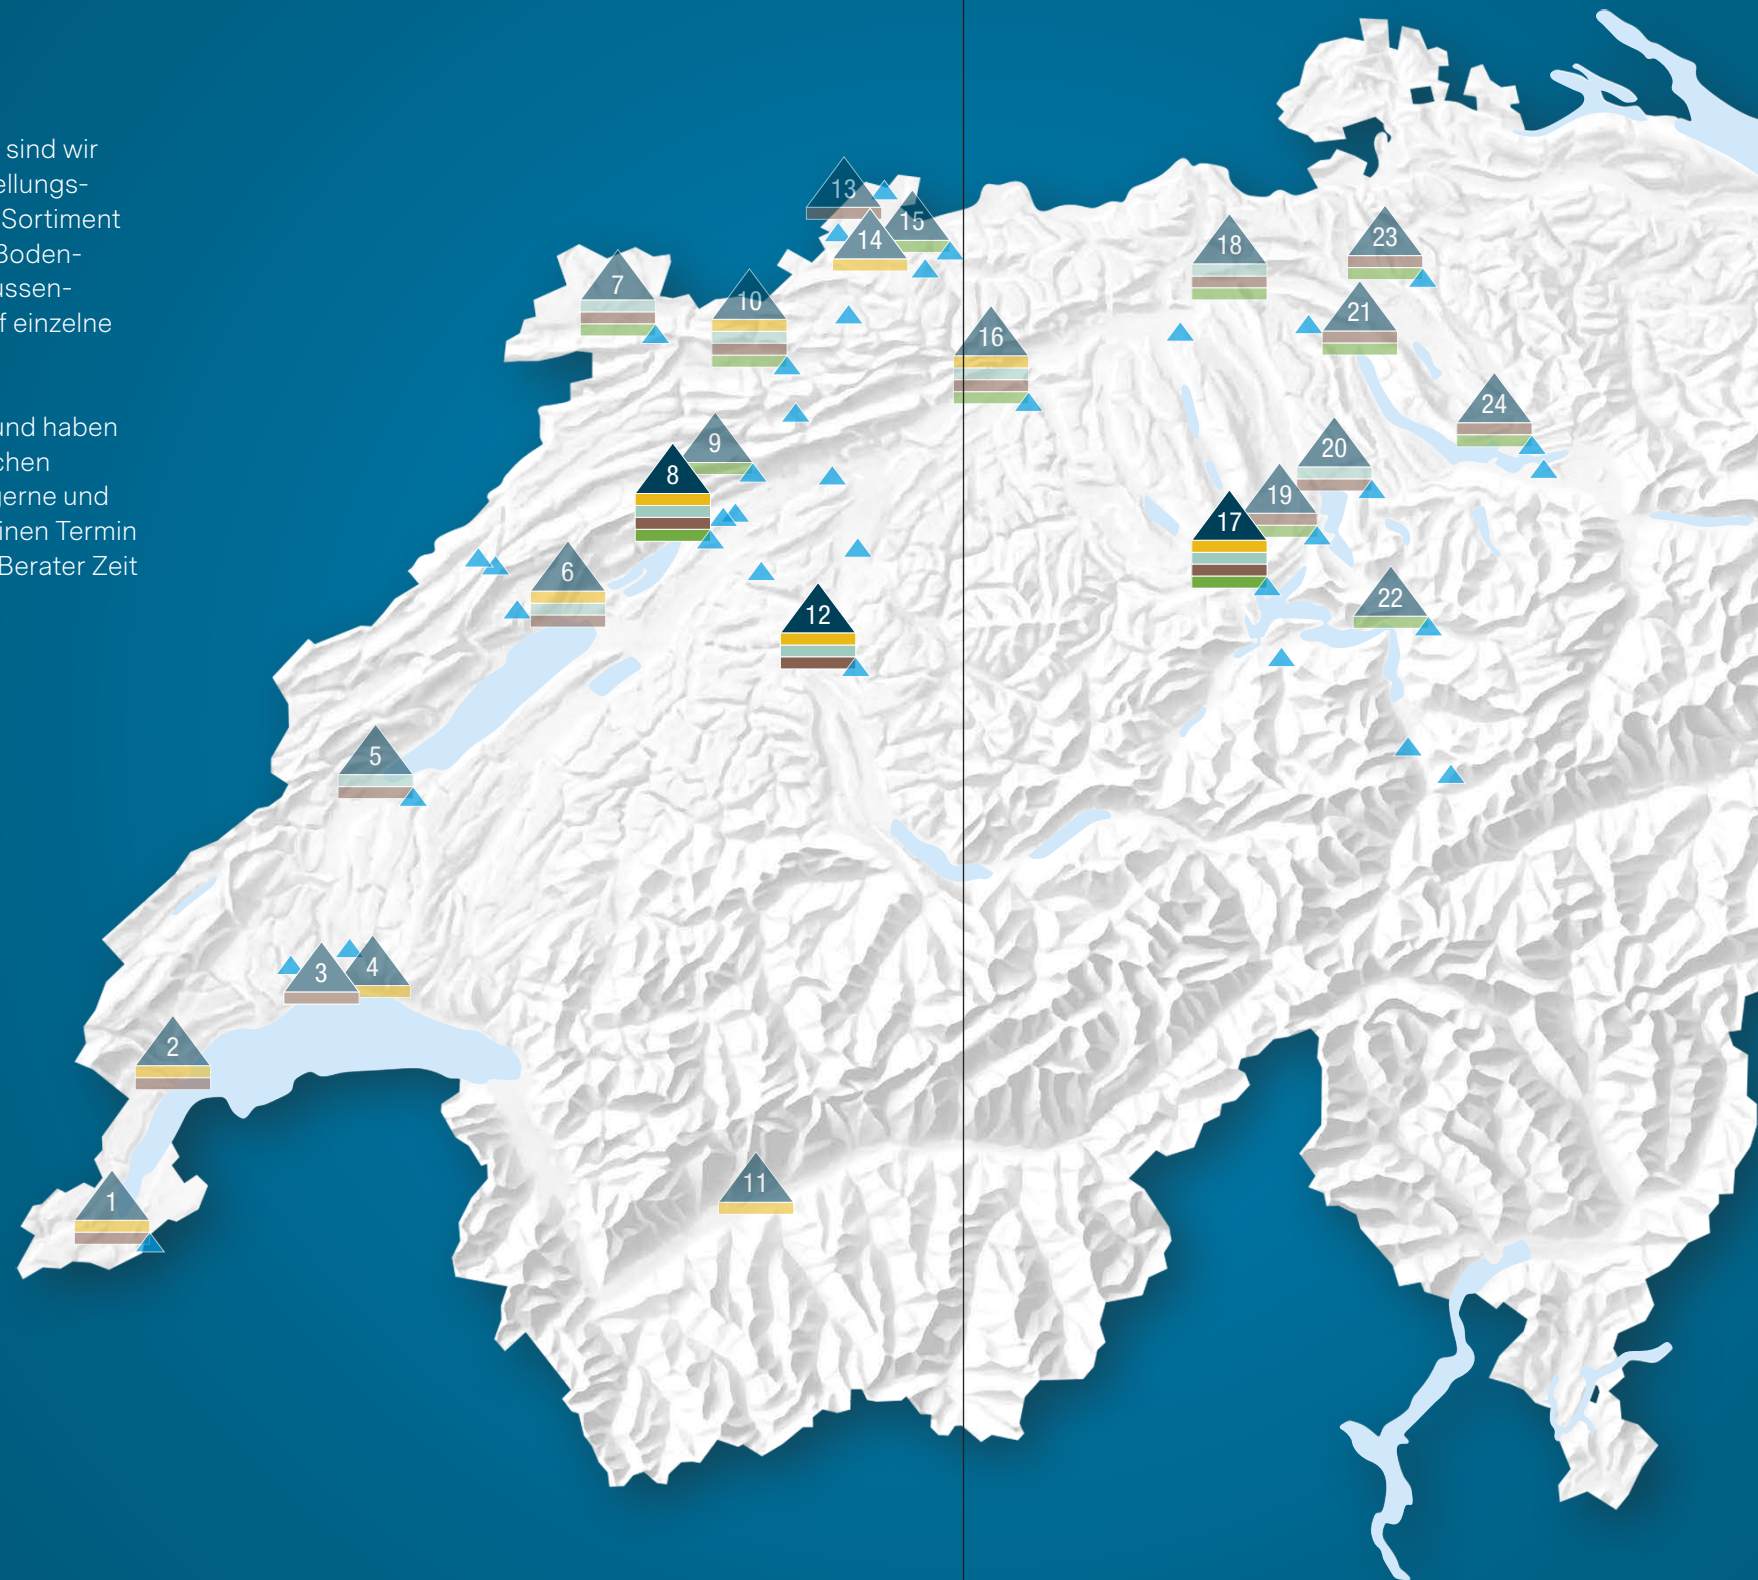 sind wir
ellungs-
Sortiment
Boden-
ussen-
f einzelne
und haben
chen
gerne und
inen Termin
Berater Zeit
13
15
14
18
23
7
10
21
16
24
9
20
8
19
17
6
22
12
5
3
4
2
11
1